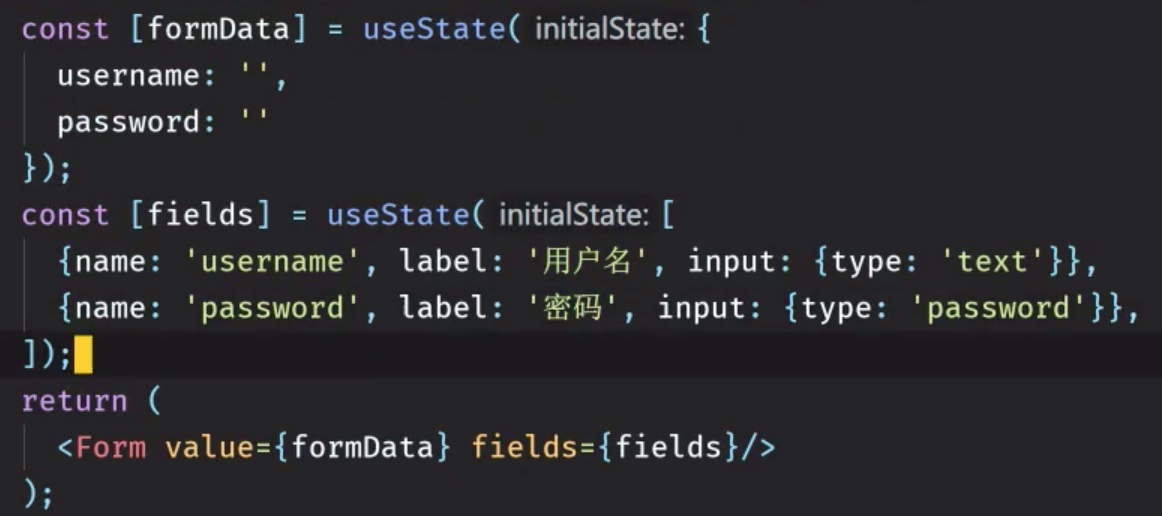 const [formData] = useState( initialState: {
  username: '',
  password: ''
});
const [fields] = useState( initialState: [
  {name: 'username', label: '用户名', input: {type: 'text'}},
  {name: 'password', label: '密码', input: {type: 'password'}},
]);
return (
  <Form value={formData} fields={fields}/>
);